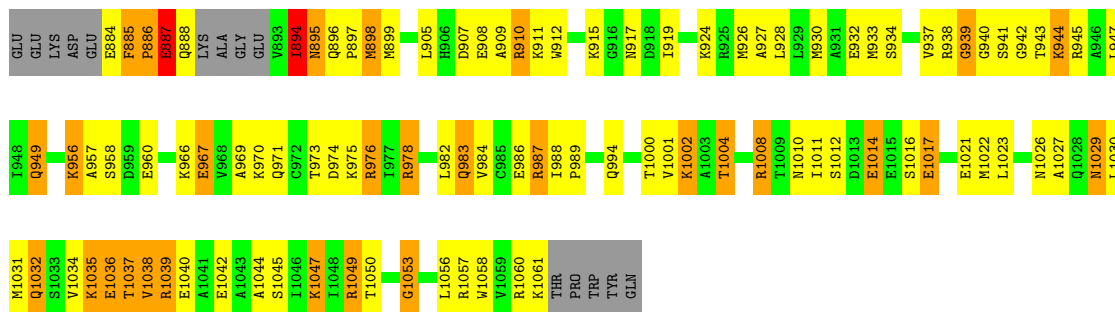 GLU GLU LYS ASP GLU E884 F885 P886 E887 Q888 LYS ALA GLY GLU V893 I894 N895 Q896 P897 M898 M899 L905 H906 D907 E908 A909 R910 K911 W912 K915 G916 N917 D918 I919 K924 R925 M926 A927 L928 L929 M930 A931 E932 M933 S934 V937 R938 G939 G940 S941 G942 T943 K944 R945 A946
I948 Q949 K956 A957 S958 D959 E960 K966 E967 V968 A969 K970 Q971 C972 T973 D974 K975 R976 I977 R978 L982 Q983 V984 C985 E986 R987 I988 P989 Q994 T1000 V1001 K1002 A1003 T1004 R1008 T1009 N1010 I1011 S1012 D1013 E1014 E1015 S1016 E1017 E1021 M1022 L1023 N1026 A1027 Q1028 N1029
M1031 Q1032 S1033 V1034 K1035 E1036 T1037 V1038 R1039 E1040 A1041 E1042 A1043 A1044 S1045 I1046 K1047 I1048 R1049 T1050 G1053 L1056 R1057 W1058 V1059 R1060 K1061 THR PRO TRP TYR GLN